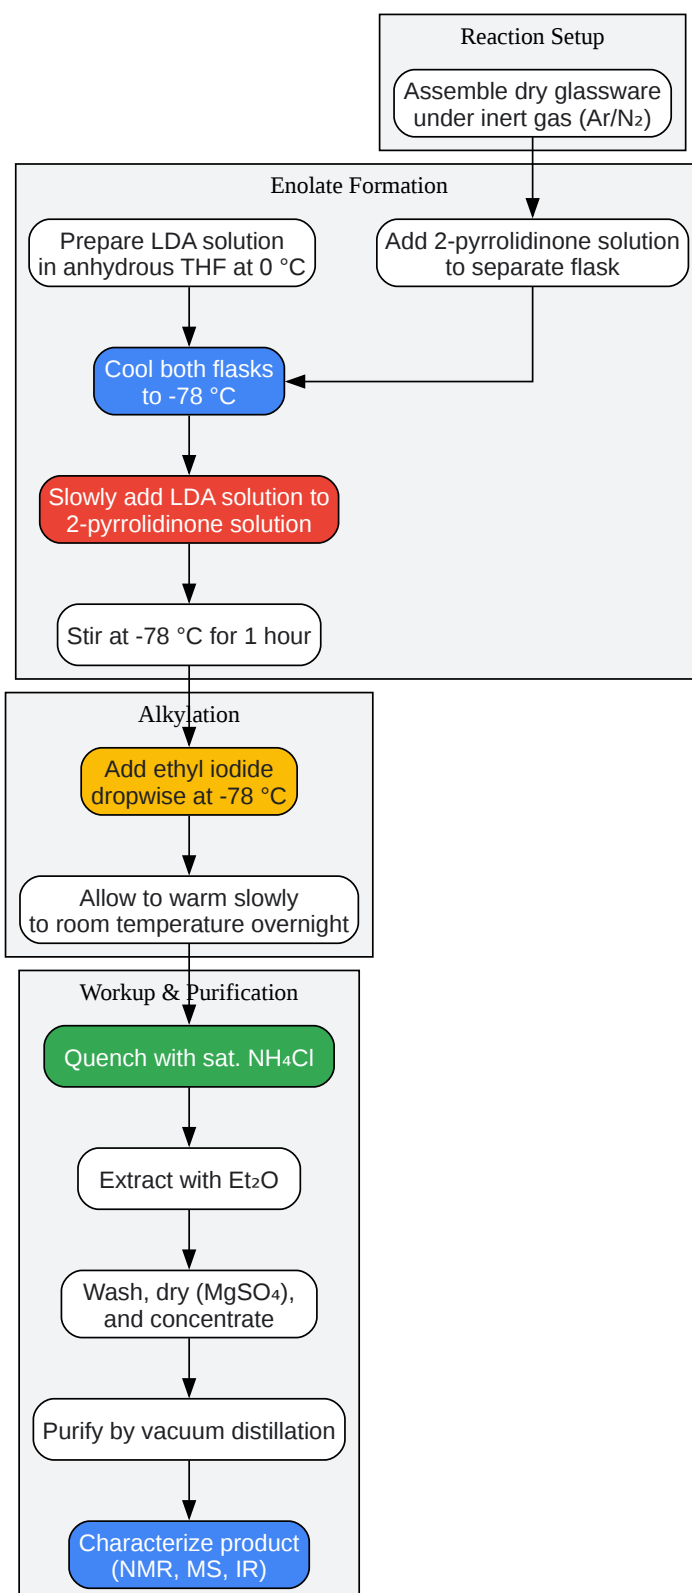 Reaction Setup
Assemble dry glassware
under inert gas (Ar/N₂)
Enolate Formation
Prepare LDA solution
in anhydrous THF at 0 °C
Add 2-pyrrolidinone solution
to separate flask
Cool both flasks
to -78 °C
Slowly add LDA solution to
2-pyrrolidinone solution
Stir at -78 °C for 1 hour
Alkylation
Add ethyl iodide
dropwise at -78 °C
Allow to warm slowly
to room temperature overnight
Workup & Purification
Quench with sat. NH₄Cl
Extract with Et₂O
Wash, dry (MgSO₄),
and concentrate
Purify by vacuum distillation
Characterize product
(NMR, MS, IR)